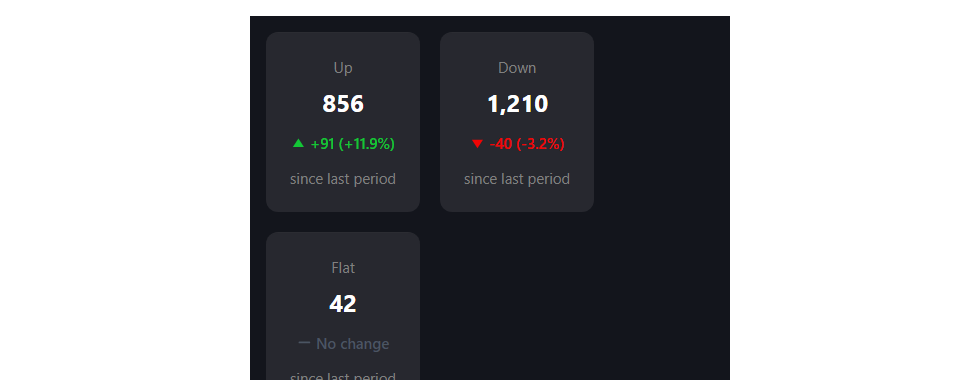 Up
856
▲ +91 (+11.9%)
since last period
Down
1,210
▼ -40 (-3.2%)
since last period
Flat
42
— No change
since last period